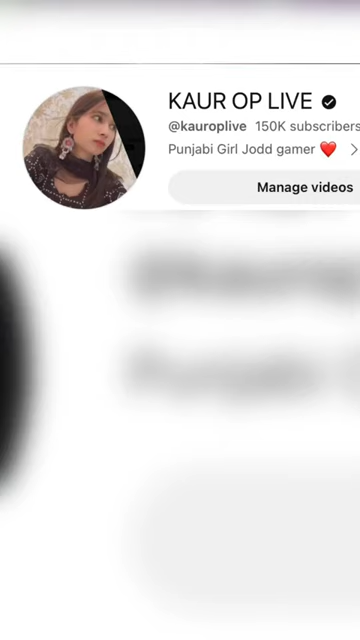 KAUR OP LIVE
@kauroplive 150K subscribers
Punjabi Girl Jodd gamer ❤️ >
Manage videos